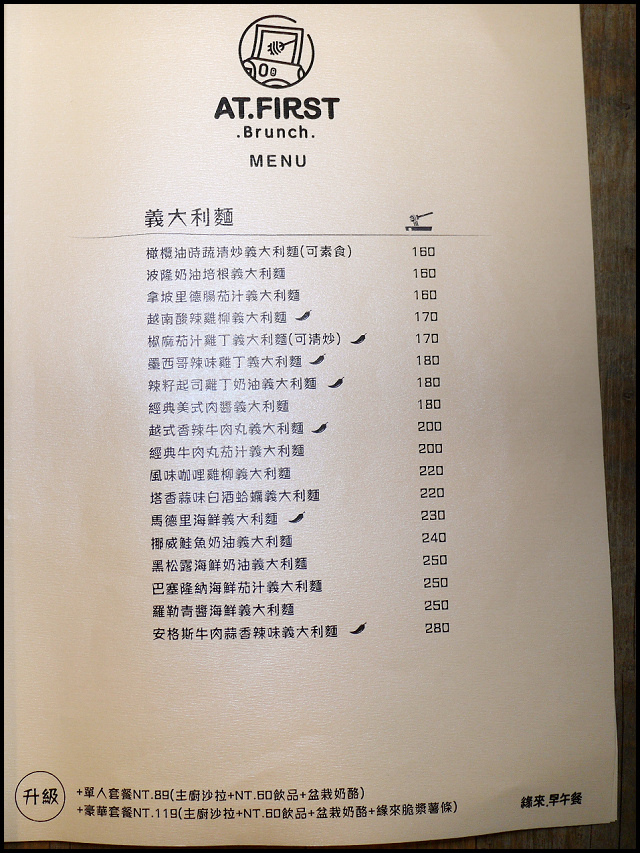 AT.FIRST
.Brunch.
MENU
義大利麵
橄欖油時蔬清炒義大利麵(可素食) 160
波隆奶油培根義大利麵 160
拿坡里德腸茄汁義大利麵 160
越南酸辣雞柳義大利麵 170
椒麻茄汁雞丁義大利麵(可清炒) 170
墨西哥辣味雞丁義大利麵 180
辣籽起司雞丁奶油義大利麵 180
經典美式肉醬義大利麵 180
越式香辣牛肉丸義大利麵 200
經典牛肉丸茄汁義大利麵 200
風味咖哩雞柳義大利麵 220
塔香蒜味白酒蛤蠣義大利麵 220
馬德里海鮮義大利麵 230
挪威鮭魚奶油義大利麵 240
黑松露海鮮奶油義大利麵 250
巴塞隆納海鮮茄汁義大利麵 250
羅勒青醬海鮮義大利麵 250
安格斯牛肉蒜香辣味義大利麵 280
升級
+單人套餐NT.89(主廚沙拉+NT.60飲品+盆栽奶酪)
+豪華套餐NT.119(主廚沙拉+NT.60飲品+盆栽奶酪+緣來脆漿薯條)
緣來.早午餐